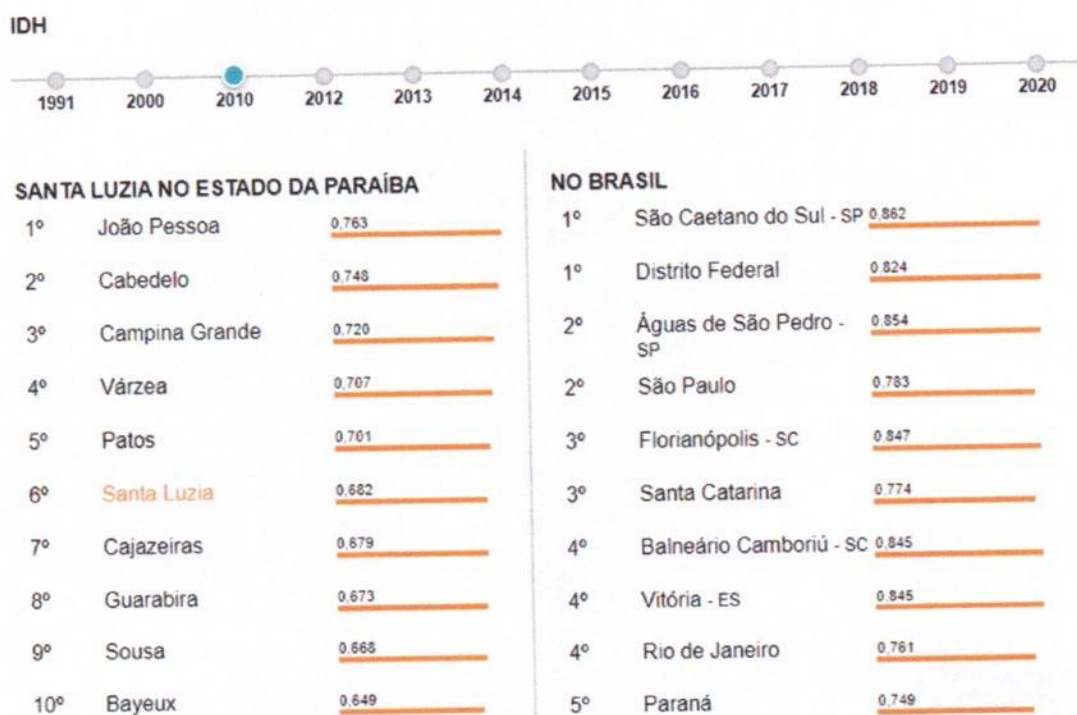 IDH
1991 2000 2010 2012 2013 2014 2015 2016 2017 2018 2019 2020
SANTA LUZIA NO ESTADO DA PARAÍBA
1º João Pessoa 0,763
2º Cabedelo 0,748
3º Campina Grande 0,720
4º Várzea 0,707
5º Patos 0,701
6º Santa Luzia 0,682
7º Cajazeiras 0,679
8º Guarabira 0,673
9º Sousa 0,668
10º Bayeux 0,649
NO BRASIL
1º São Caetano do Sul - SP 0,862
1º Distrito Federal 0,824
2º Águas de São Pedro - 0,854
SP
2º São Paulo 0,783
3º Florianópolis - SC 0,847
3º Santa Catarina 0,774
4º Balneário Camboriú - SC 0,845
4º Vitória - ES 0,845
4º Rio de Janeiro 0,761
5º Paraná 0,749